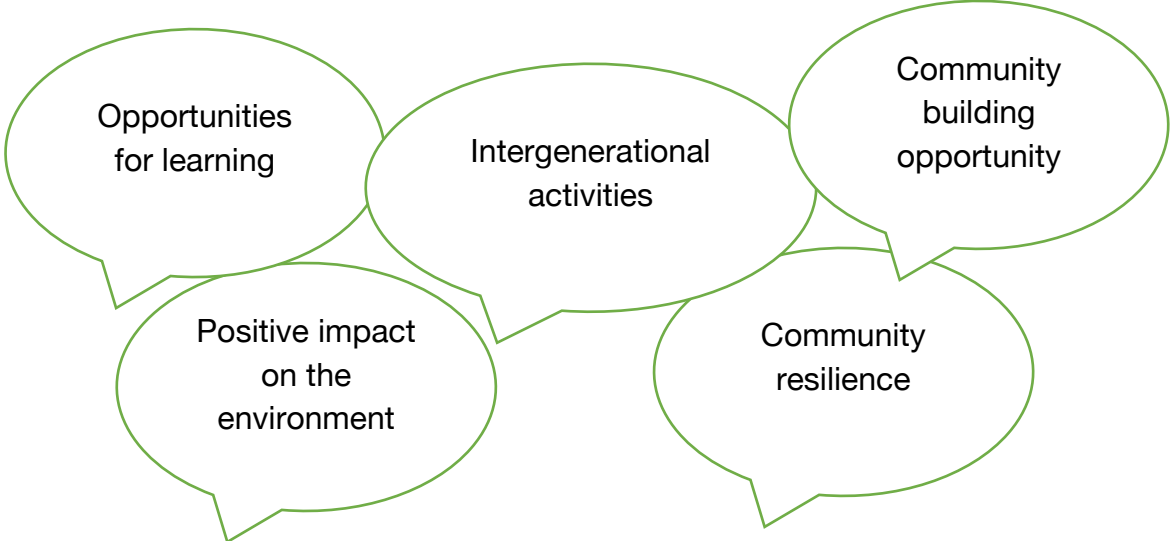 Opportunities
for learning
Intergenerational
activities
Community
building
opportunity
Positive impact
on the
environment
Community
resilience